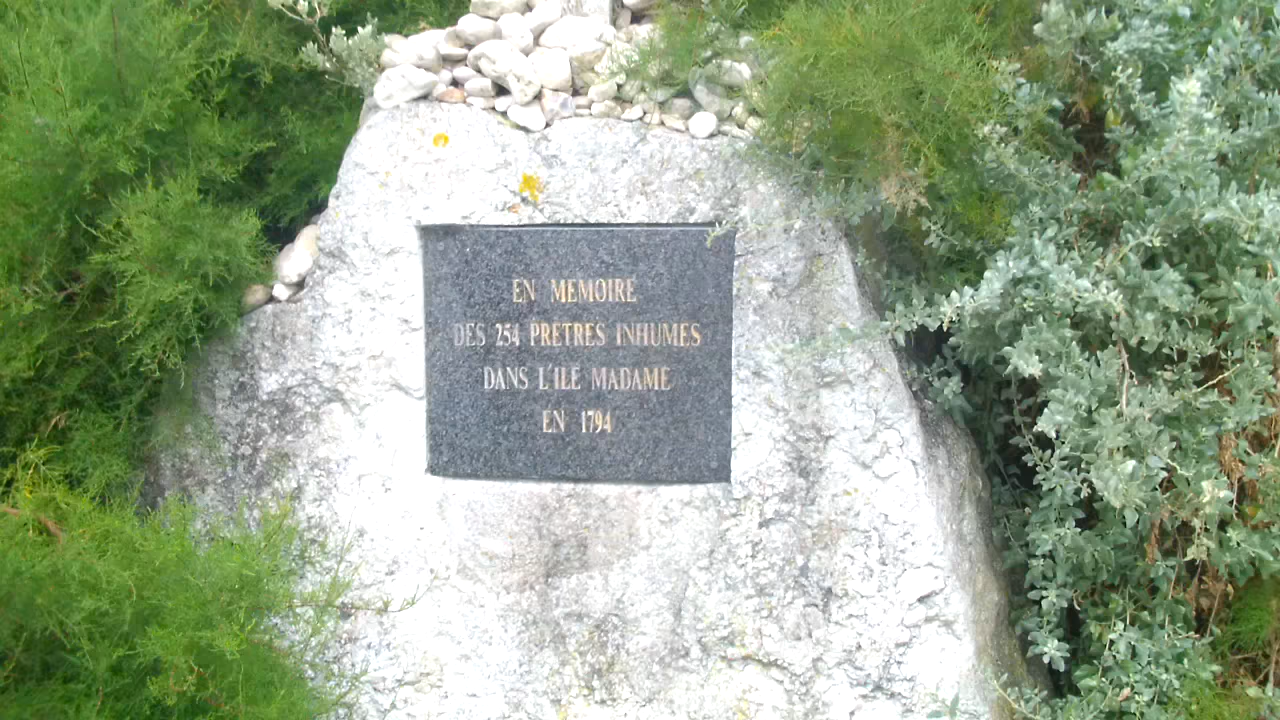 EN MEMOIRE
DES 254 PRETRES INHUMES
DANS L'ILE MADAME
EN 1794